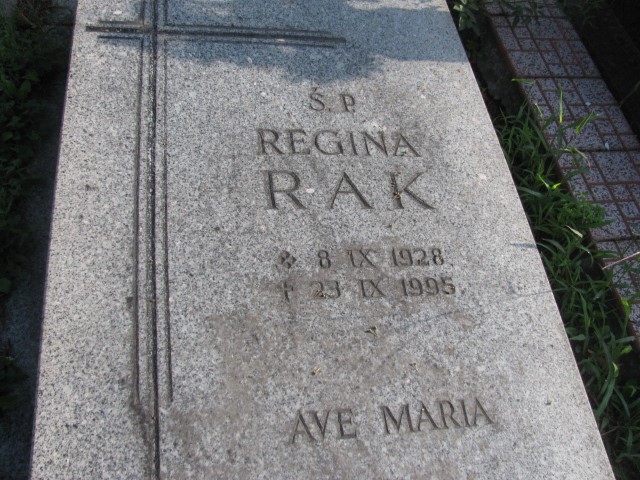 Ś. P.
REGINA
RAK
* 8 IX 1928
† 23 IX 1995
AVE MARIA